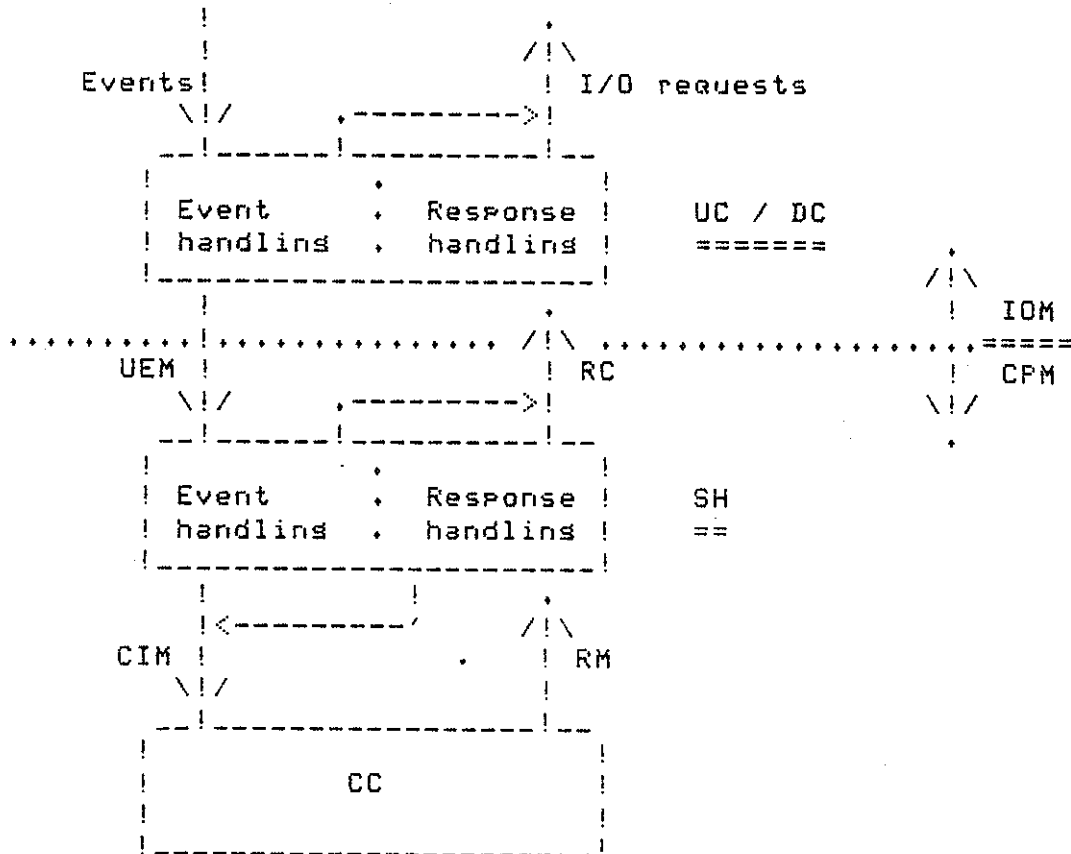 Events
I/O requests
Event Response UC / DC
handling handling
IOM
UEM RC CPM
Event Response SH
handling handling
CIM RM
CC